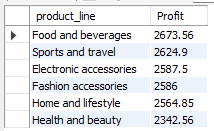 product_line Profit
Food and beverages 2673.56
Sports and travel 2624.9
Electronic accessories 2587.5
Fashion accessories 2586
Home and lifestyle 2564.85
Health and beauty 2342.56